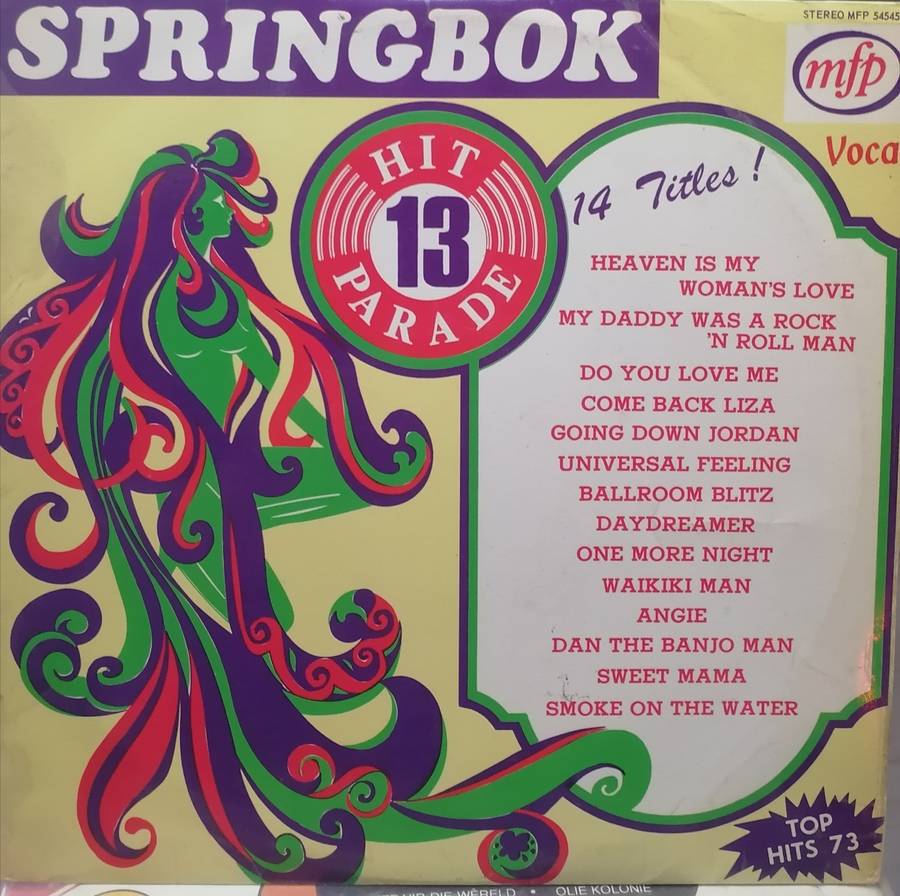 SPRINGBOK
STEREO MFP 54545
mfp
HIT
13
PARADE
14 Titles!
HEAVEN IS MY
WOMAN'S LOVE
MY DADDY WAS A ROCK
'N ROLL MAN
DO YOU LOVE ME
COME BACK LIZA
GOING DOWN JORDAN
UNIVERSAL FEELING
BALLROOM BLITZ
DAYDREAMER
ONE MORE NIGHT
WAIKIKI MAN
ANGIE
DAN THE BANJO MAN
SWEET MAMA
SMOKE ON THE WATER
TOP
HITS 73
DIE WÊRELD • OLIE KOLONIE